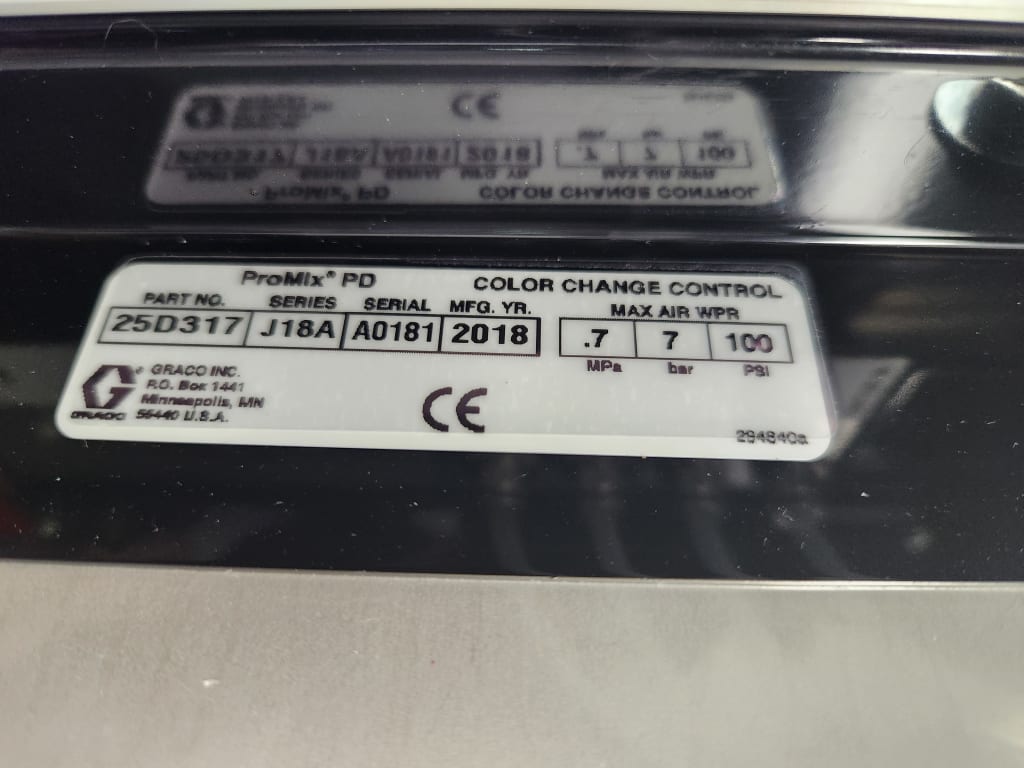 ProMix® PD COLOR CHANGE CONTROL
PART NO. SERIES SERIAL MFG. YR. MAX AIR WPR
25D317 J18A A0181 2018 .7 7 100
MPa bar PSI
GRACO INC.
P.O. Box 1441
Minneapolis, MN
55440 U.S.A.
GRACO
CE
294840a